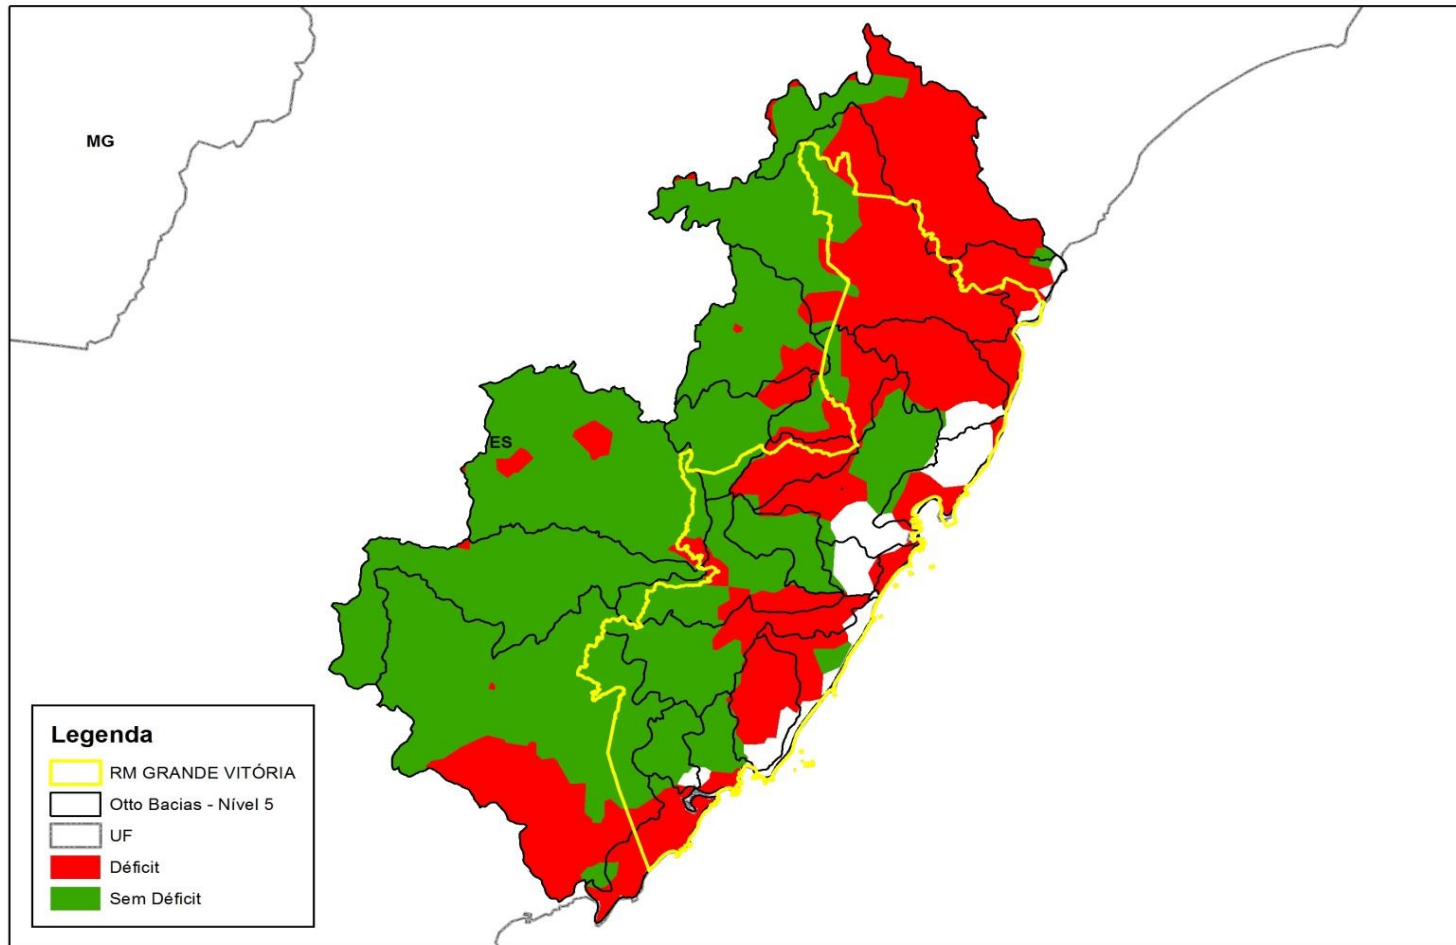 MG
ES
Legenda
RM GRANDE VITÓRIA
Otto Bacias - Nível 5
UF
Déficit
Sem Déficit